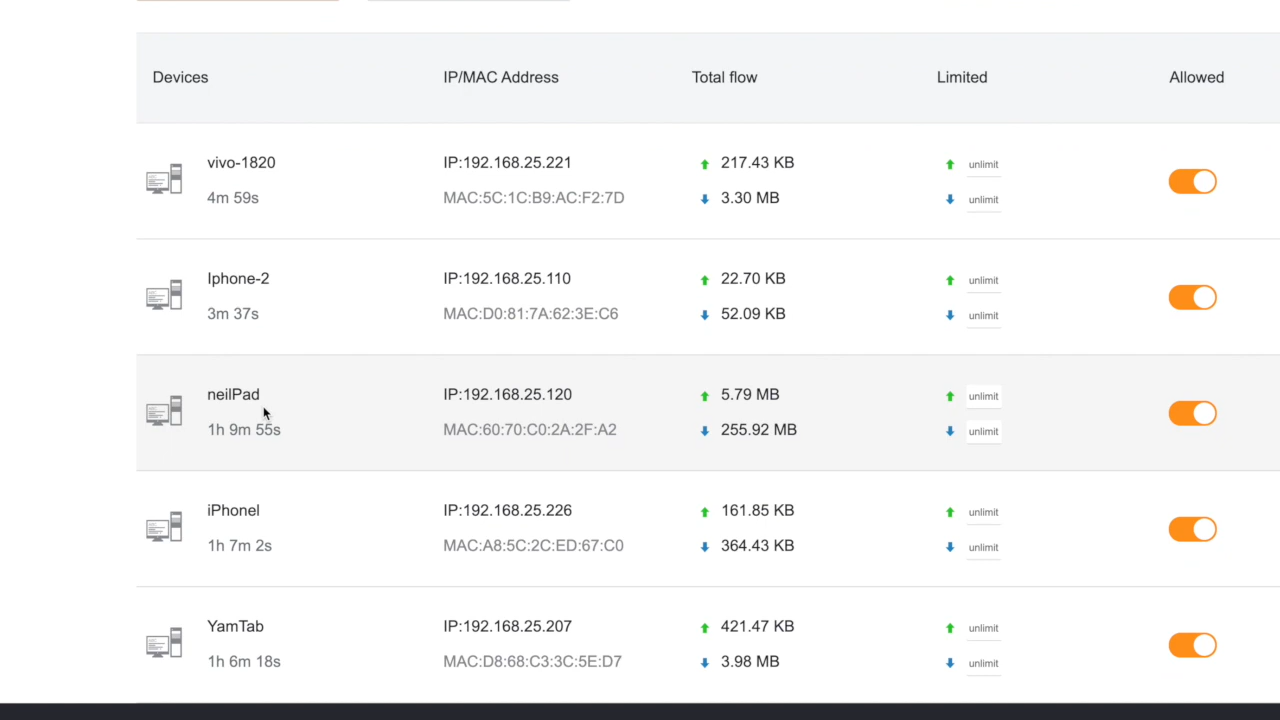 Devices IP/MAC Address Total flow Limited Allowed
vivo-1820 IP:192.168.25.221 217.43 KB unlimit
4m 59s MAC:5C:1C:B9:AC:F2:7D 3.30 MB unlimit
Iphone-2 IP:192.168.25.110 22.70 KB unlimit
3m 37s MAC:D0:81:7A:62:3E:C6 52.09 KB unlimit
neilPad IP:192.168.25.120 5.79 MB unlimit
1h 9m 55s MAC:60:70:C0:2A:2F:A2 255.92 MB unlimit
iPhonel IP:192.168.25.226 161.85 KB unlimit
1h 7m 2s MAC:A8:5C:2C:ED:67:C0 364.43 KB unlimit
YamTab IP:192.168.25.207 421.47 KB unlimit
1h 6m 18s MAC:D8:68:C3:3C:5E:D7 3.98 MB unlimit